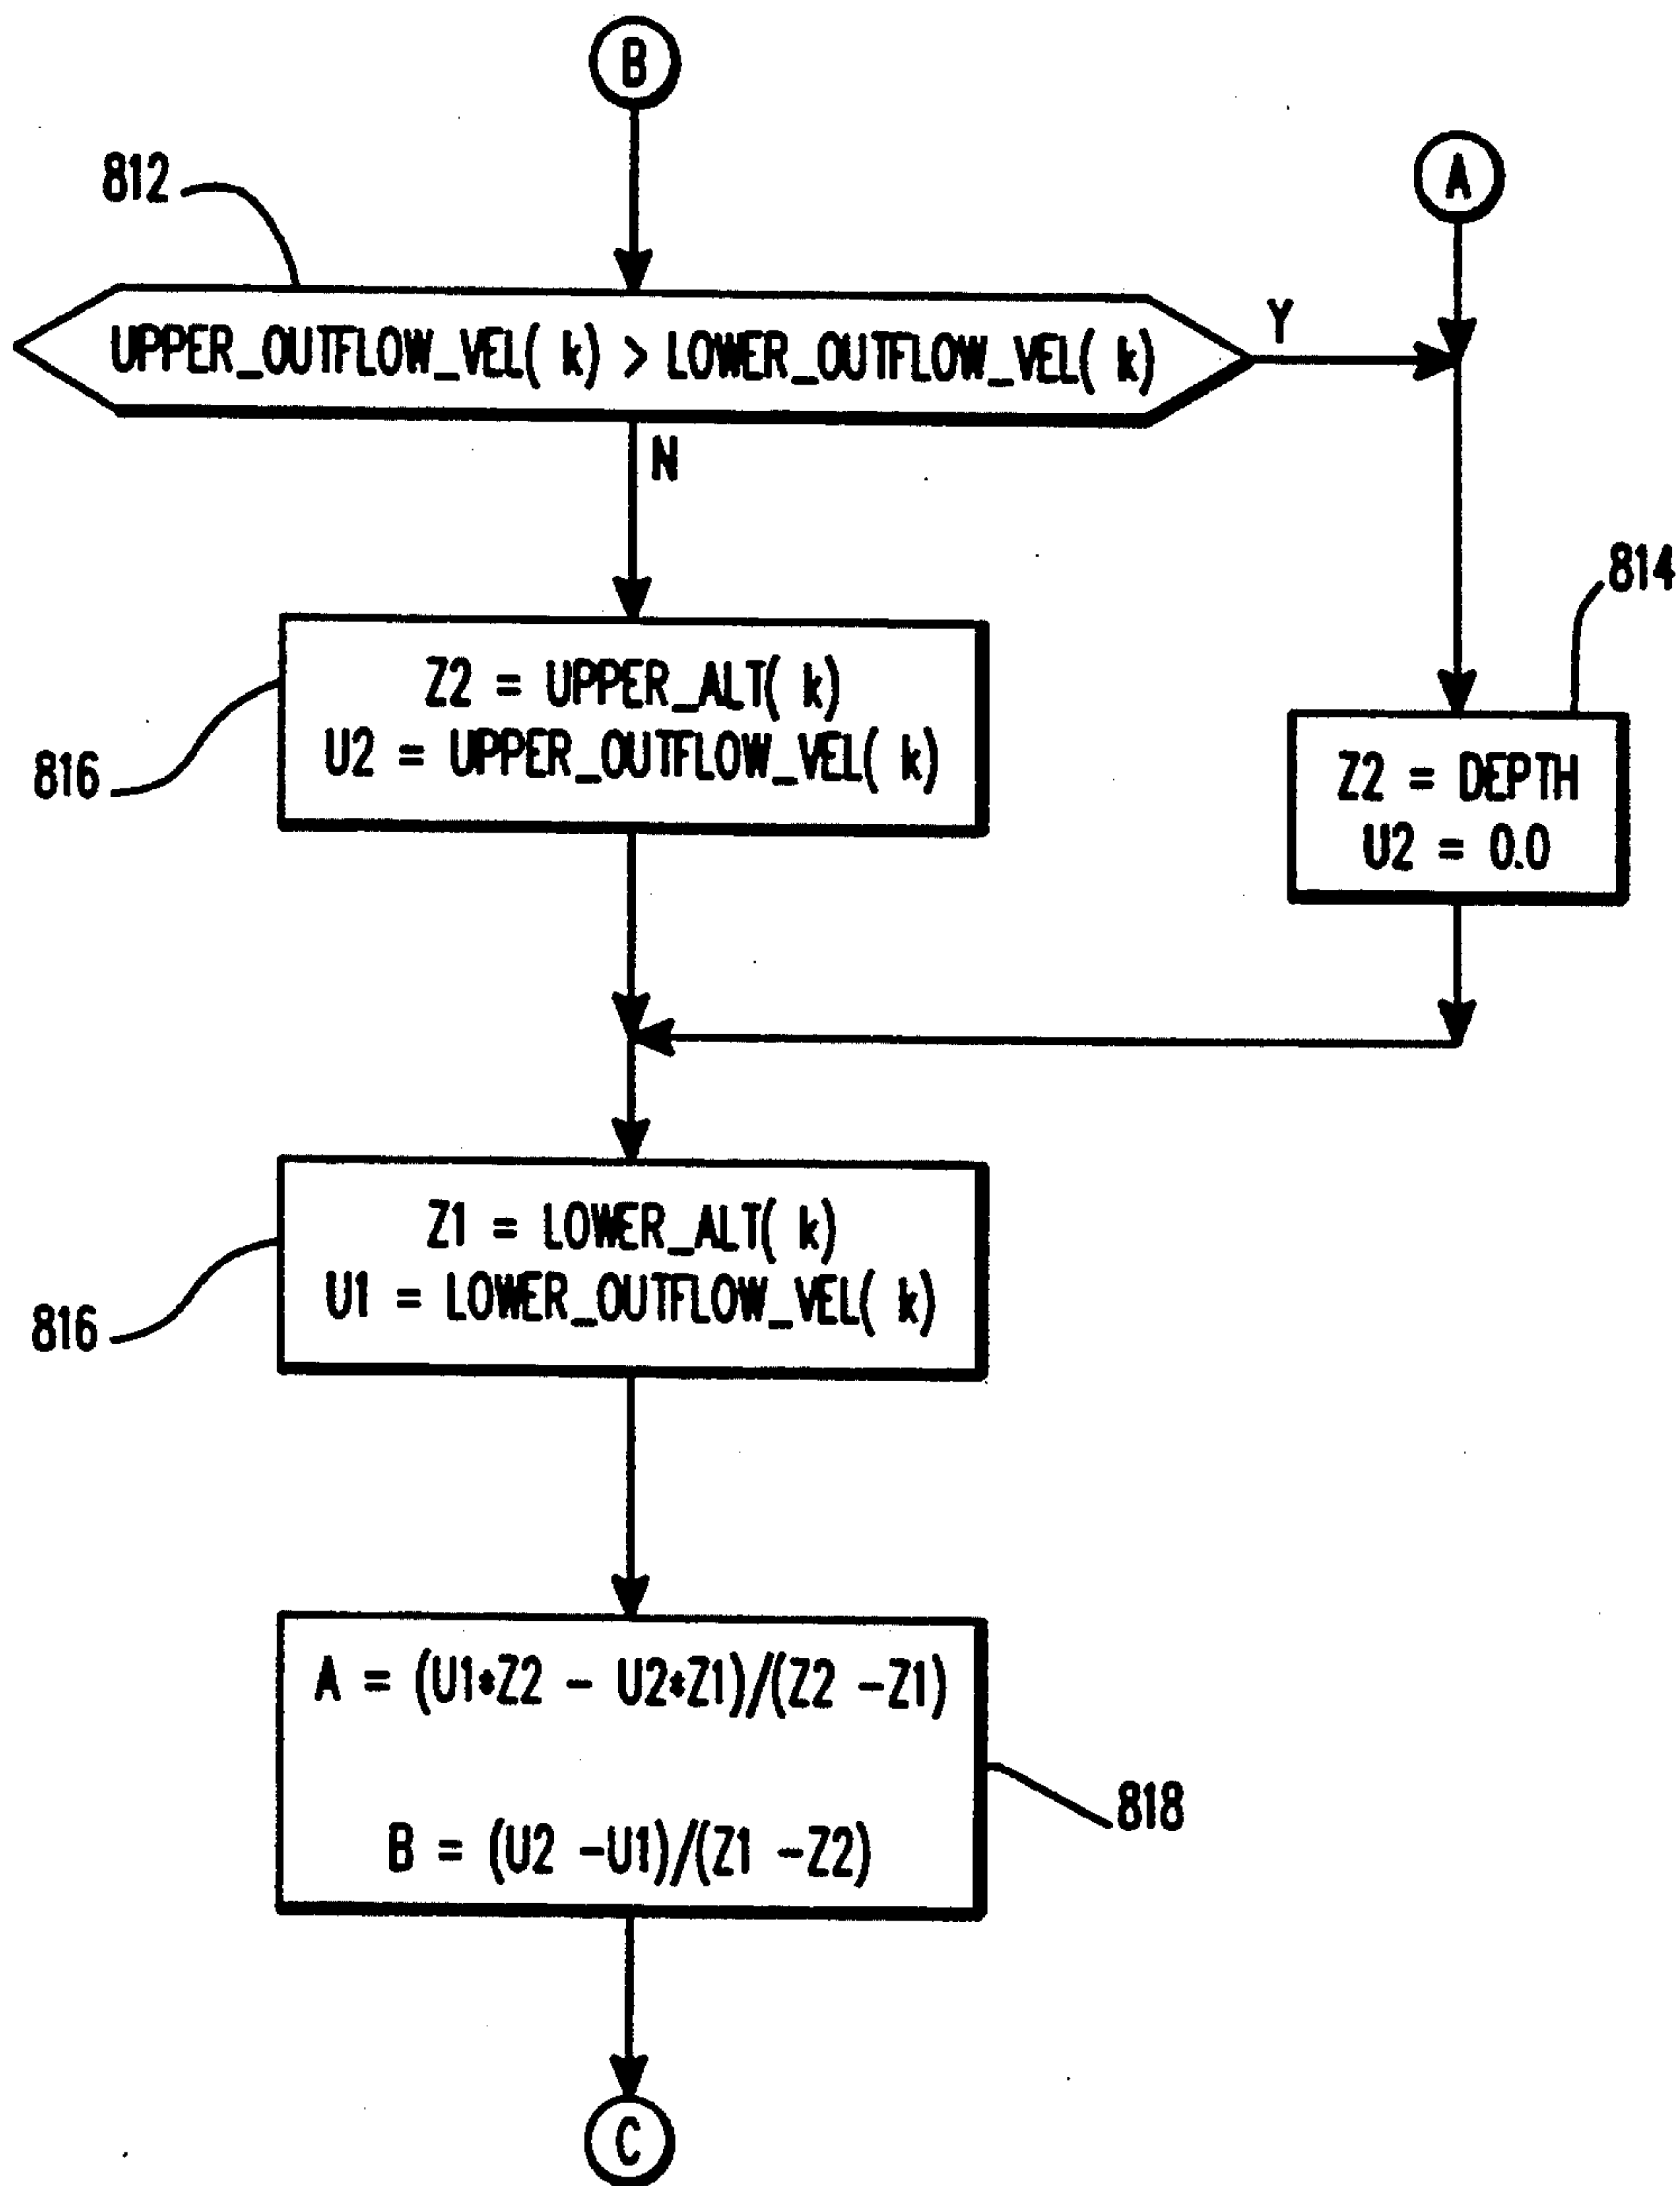 B
A
812
UPPER_OUTFLOW_VEL( k) > LOWER_OUTFLOW_VEL( k)
Y
N
814
Z2 = UPPER_ALT( k)
U2 = UPPER_OUTFLOW_VEL( k)
816
Z2 = DEPTH
U2 = 0.0
Z1 = LOWER_ALT( k)
U1 = LOWER_OUTFLOW_VEL( k)
816
A = (U1*Z2 - U2*Z1)/(Z2 -Z1)
B = (U2 -U1)/(Z1 -Z2)
818
C